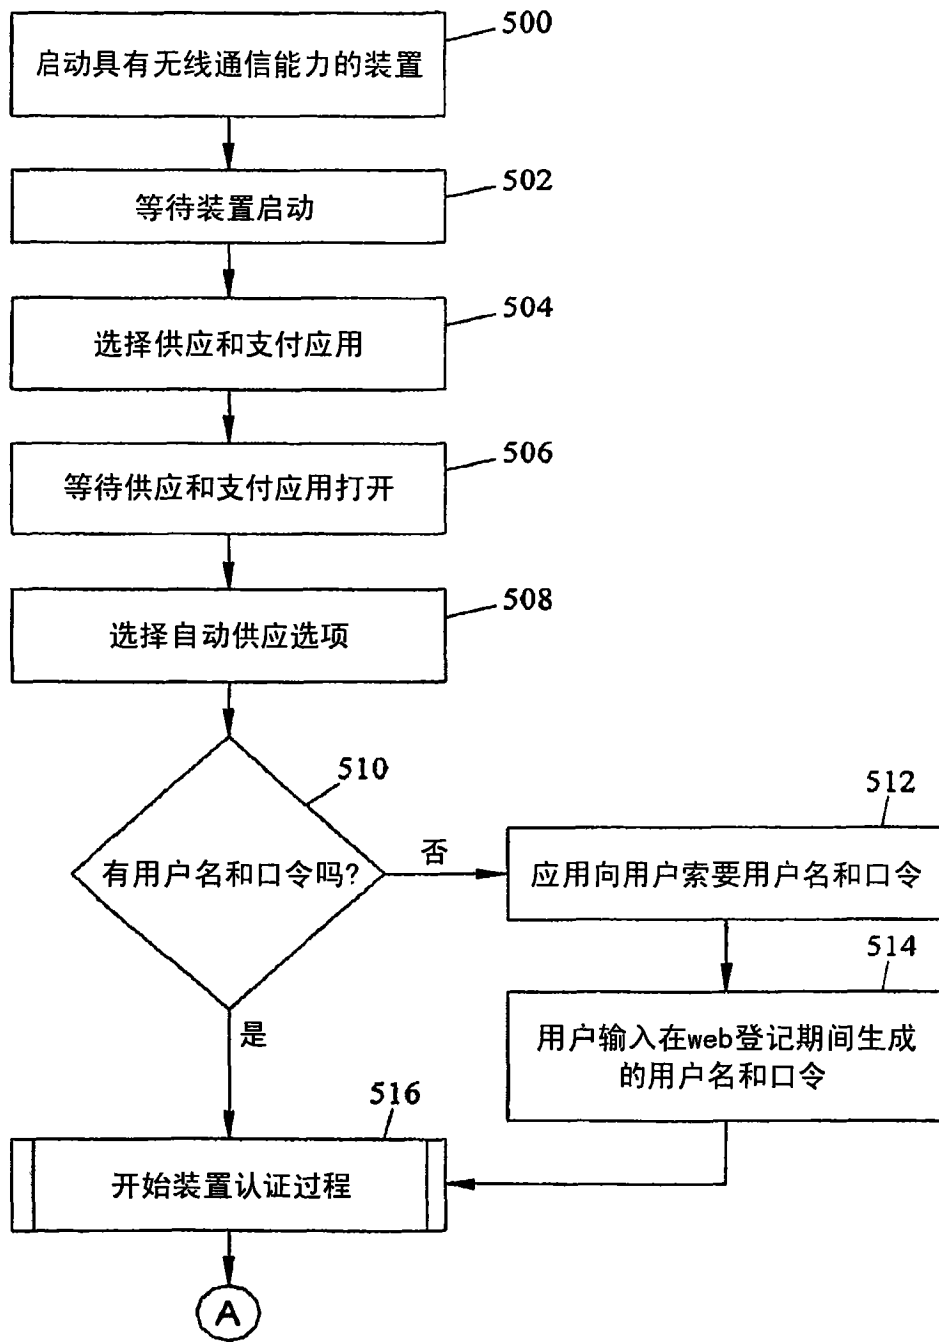 500
启动具有无线通信能力的装置
502
等待装置启动
504
选择供应和支付应用
506
等待供应和支付应用打开
508
选择自动供应选项
510
有用户名和口令吗?
否
512
应用向用户索要用户名和口令
514
用户输入在web登记期间生成
的用户名和口令
是
516
开始装置认证过程
A